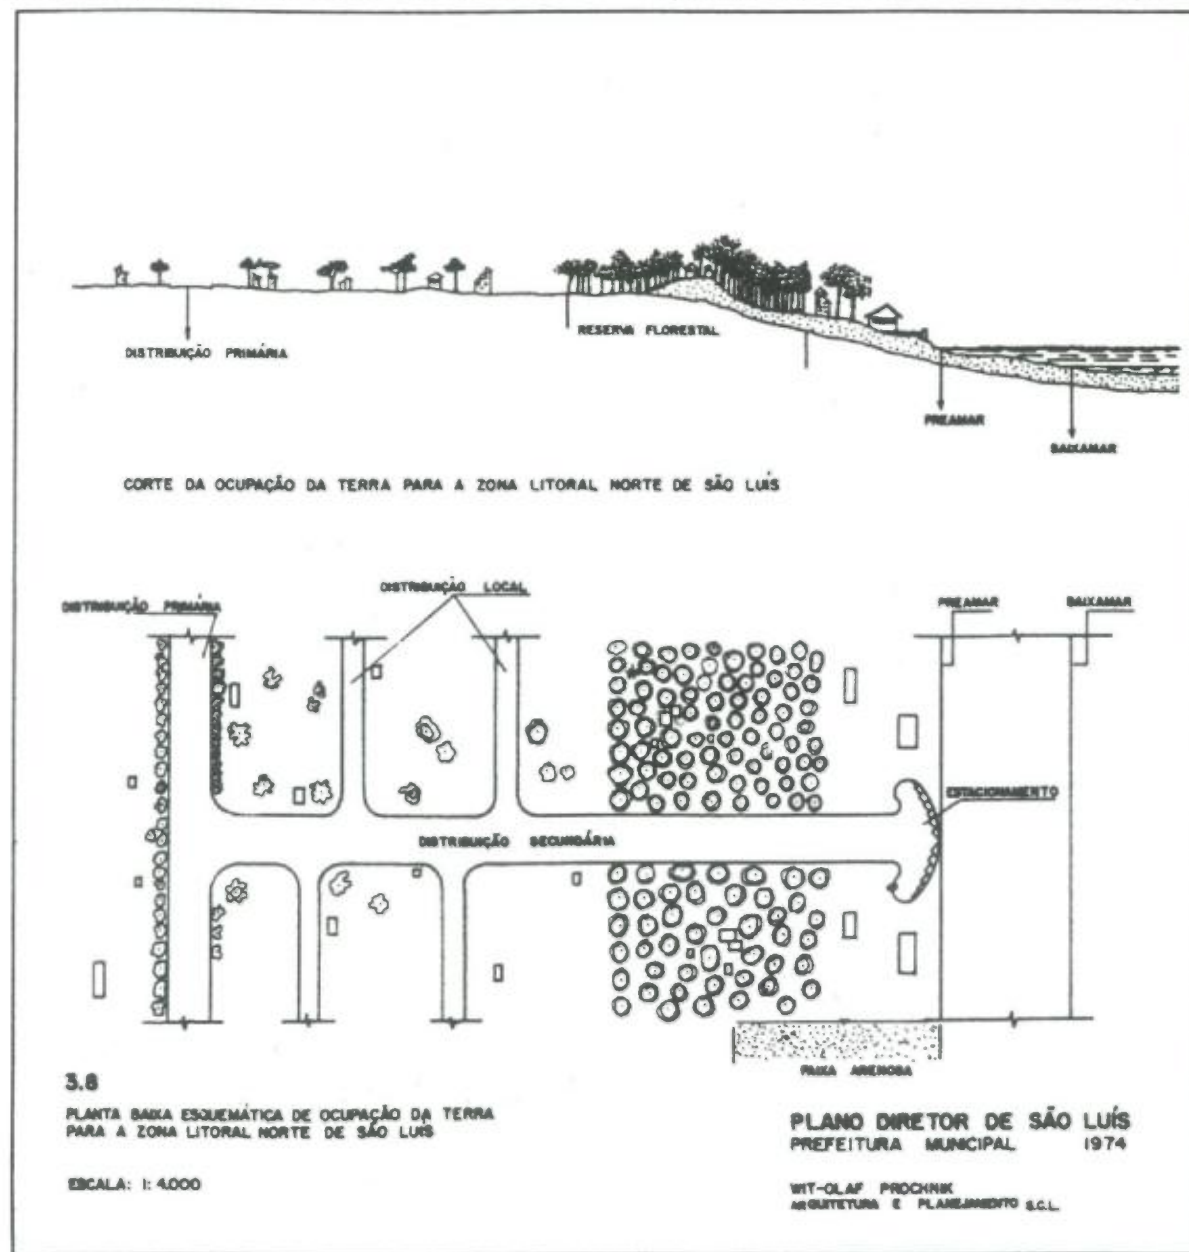 DISTRIBUIÇÃO PRIMÁRIA
RESERVA FLORESTAL
PREAMAR
BAIXAMAR
CORTE DA OCUPAÇÃO DA TERRA PARA A ZONA LITORAL NORTE DE SÃO LUÍS
DISTRIBUIÇÃO PRIMÁRIA
DISTRIBUIÇÃO LOCAL
PREAMAR
BAIXAMAR
ESTACIONAMENTO
DISTRIBUIÇÃO SECUNDÁRIA
FAIXA ARENOSA
3.8
PLANTA BAIXA ESQUEMÁTICA DE OCUPAÇÃO DA TERRA
PARA A ZONA LITORAL NORTE DE SÃO LUÍS
ESCALA: 1: 4.000
PLANO DIRETOR DE SÃO LUÍS
PREFEITURA MUNICIPAL 1974
WIT-OLAF PROCHNIK
ARQUITETURA E PLANEJAMENTO S.C.L.